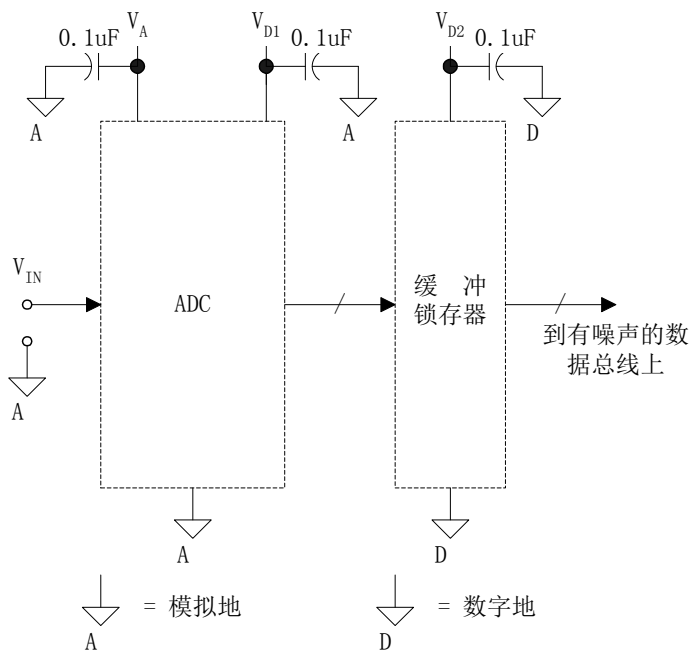 V_A V_D1 V_D2
0.1uF 0.1uF 0.1uF
A A D
V_IN
ADC
缓 冲
锁存器
到有噪声的数
据总线上
A
A D
= 模拟地 = 数字地
A D